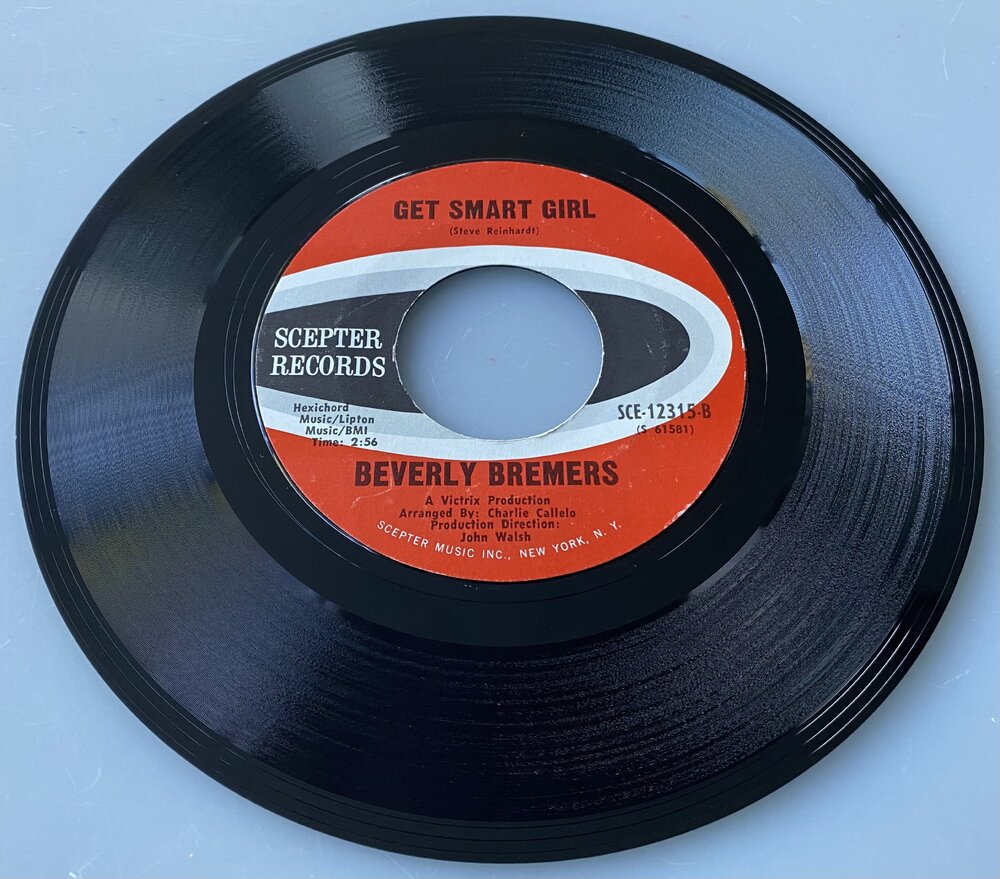 GET SMART GIRL
(Steve Reinhardt)
SCEPTER
RECORDS
Hexichord
Music/Lipton
Music/BMI
Time: 2:56
SCE-12315-B
(S 61581)
BEVERLY BREMERS
A Victrix Production
Arranged By: Charlie Callelo
Production Direction:
John Walsh
SCEPTER MUSIC INC., NEW YORK, N. Y.